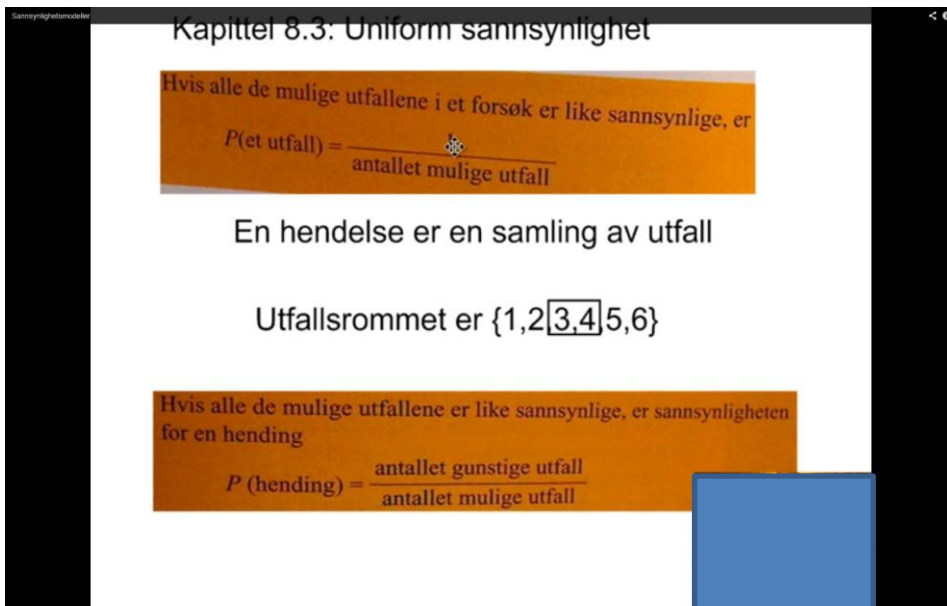 Sannsynlighetsmodeller
Kapittel 8.3: Uniform sannsynlighet
Hvis alle de mulige utfallene i et forsøk er like sannsynlige, er
P(et utfall) =
antallet mulige utfall
En hendelse er en samling av utfall
Utfallsrommet er {1,2,3,4,5,6}
Hvis alle de mulige utfallene er like sannsynlige, er sannsynligheten
for en hending
antallet gunstige utfall
P (hending) =
antallet mulige utfall